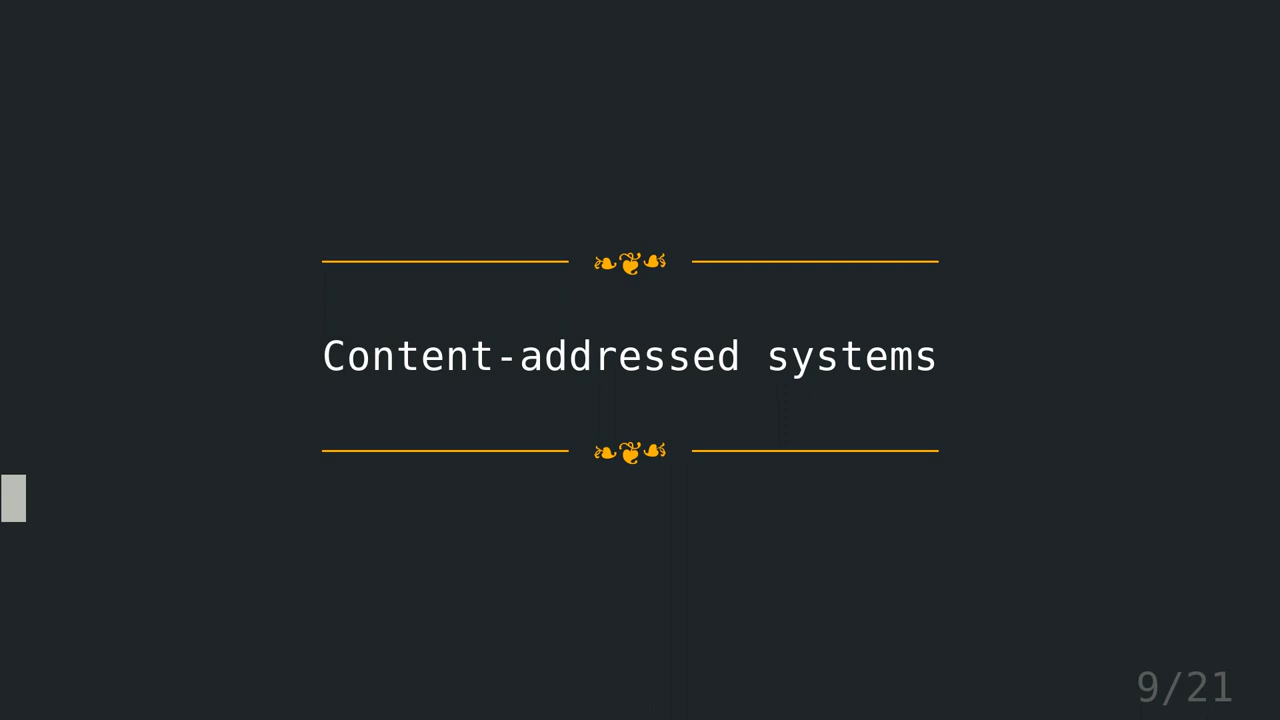 ❧❦☙
Content-addressed systems
❧❦☙
9/21